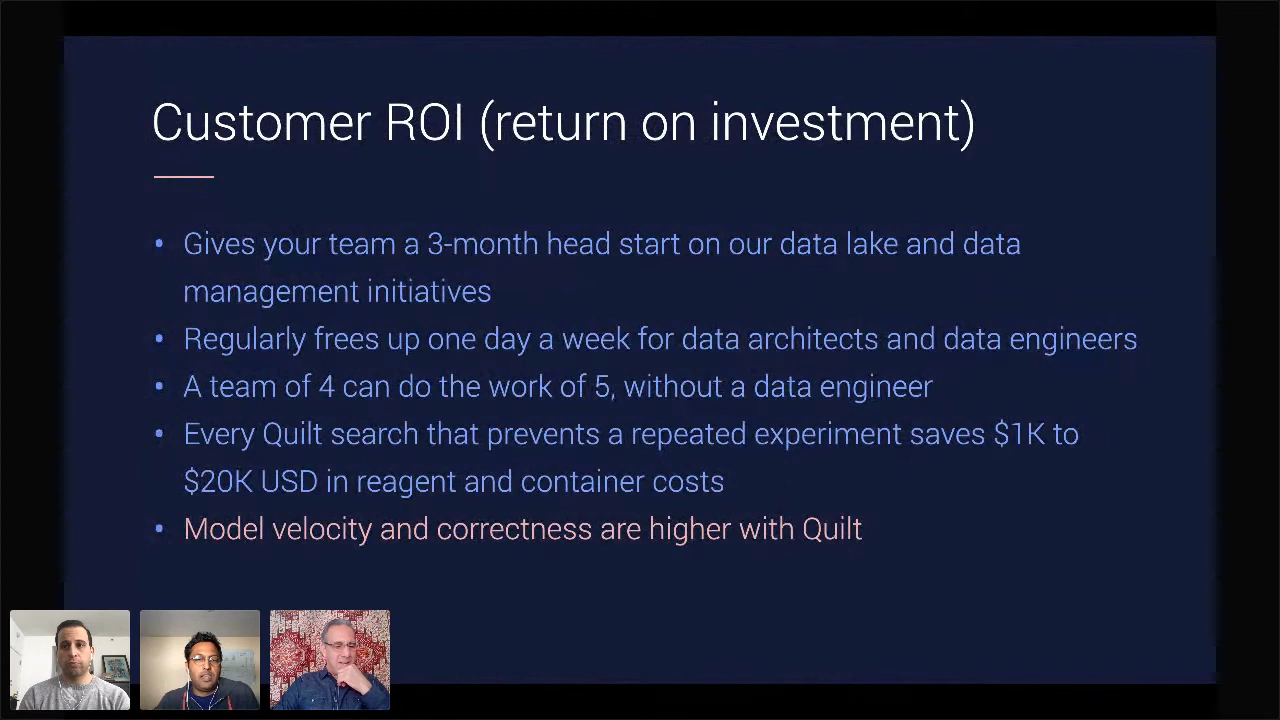 Customer ROI (return on investment)
• Gives your team a 3-month head start on our data lake and data
management initiatives
• Regularly frees up one day a week for data architects and data engineers
• A team of 4 can do the work of 5, without a data engineer
• Every Quilt search that prevents a repeated experiment saves $1K to
$20K USD in reagent and container costs
• Model velocity and correctness are higher with Quilt